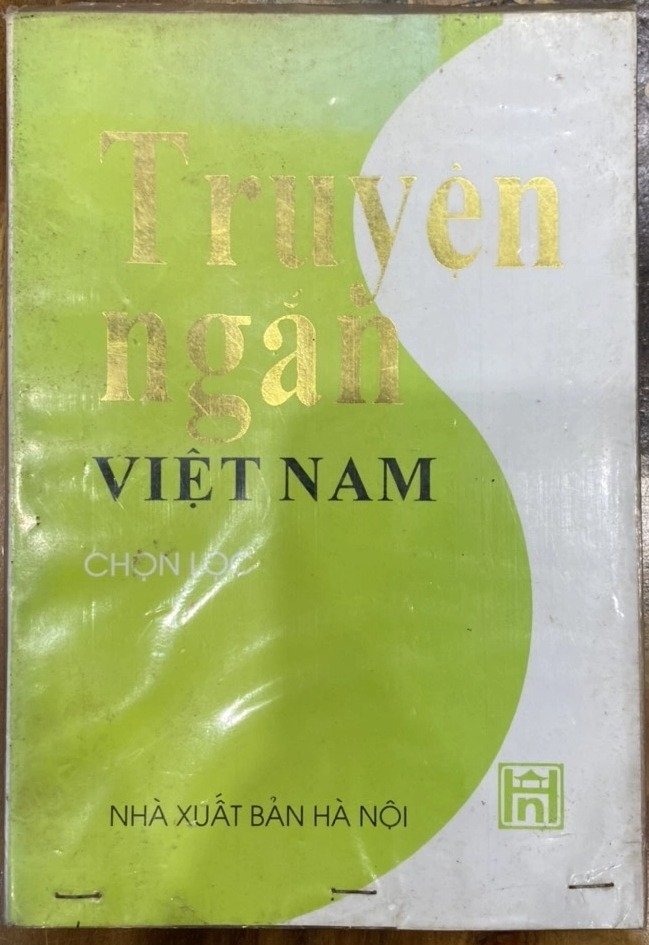 Truyện
ngắn
VIỆT NAM
CHỌN LỌC
NHÀ XUẤT BẢN HÀ NỘI